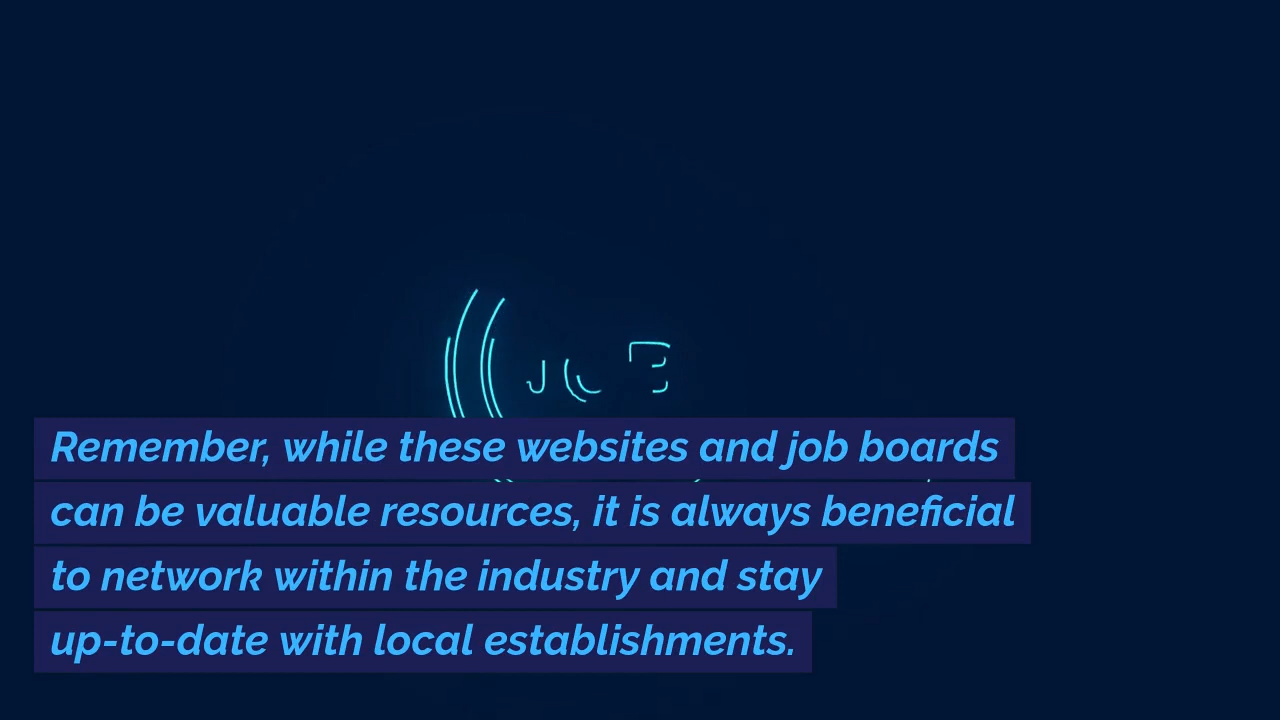 Remember, while these websites and job boards
can be valuable resources, it is always beneficial
to network within the industry and stay
up-to-date with local establishments.